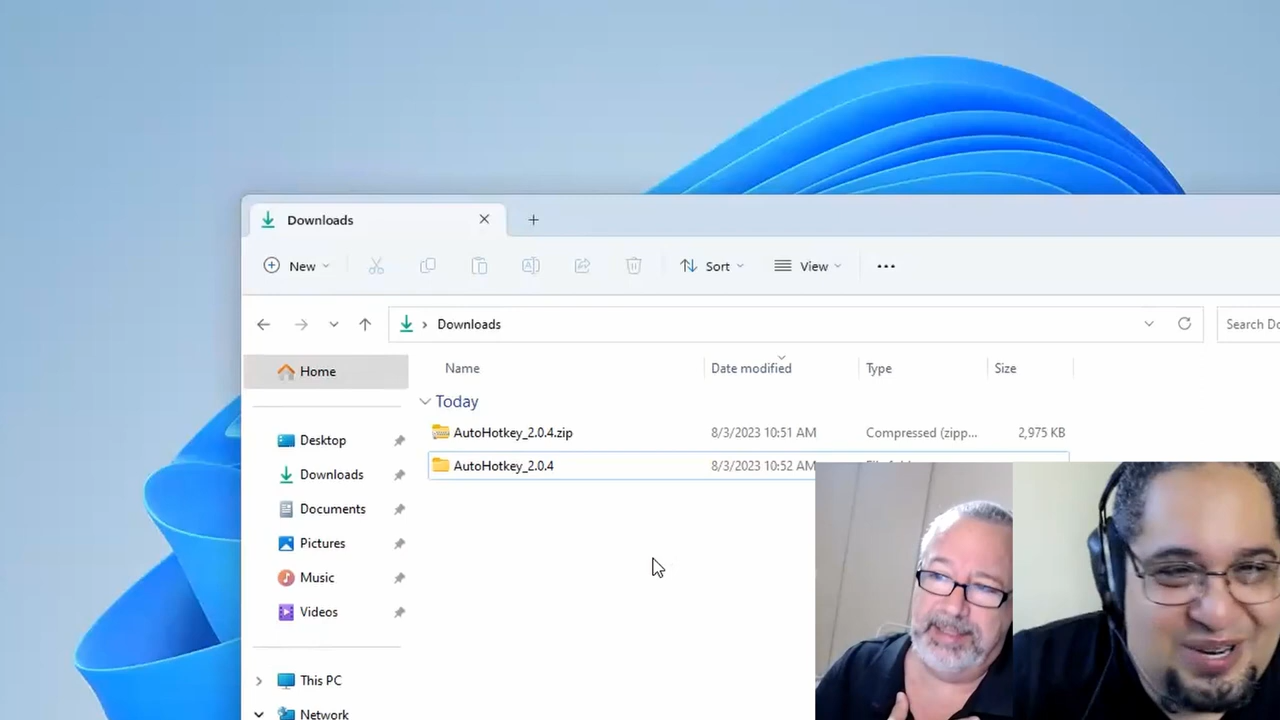 Downloads
New
Sort
View
Downloads
Search Do
Home
Name
Date modified
Type
Size
Today
Desktop
AutoHotkey_2.0.4.zip
8/3/2023 10:51 AM
Compressed (zipp...
2,975 KB
Downloads
AutoHotkey_2.0.4
8/3/2023 10:52 AM
Documents
Pictures
Music
Videos
This PC
Network